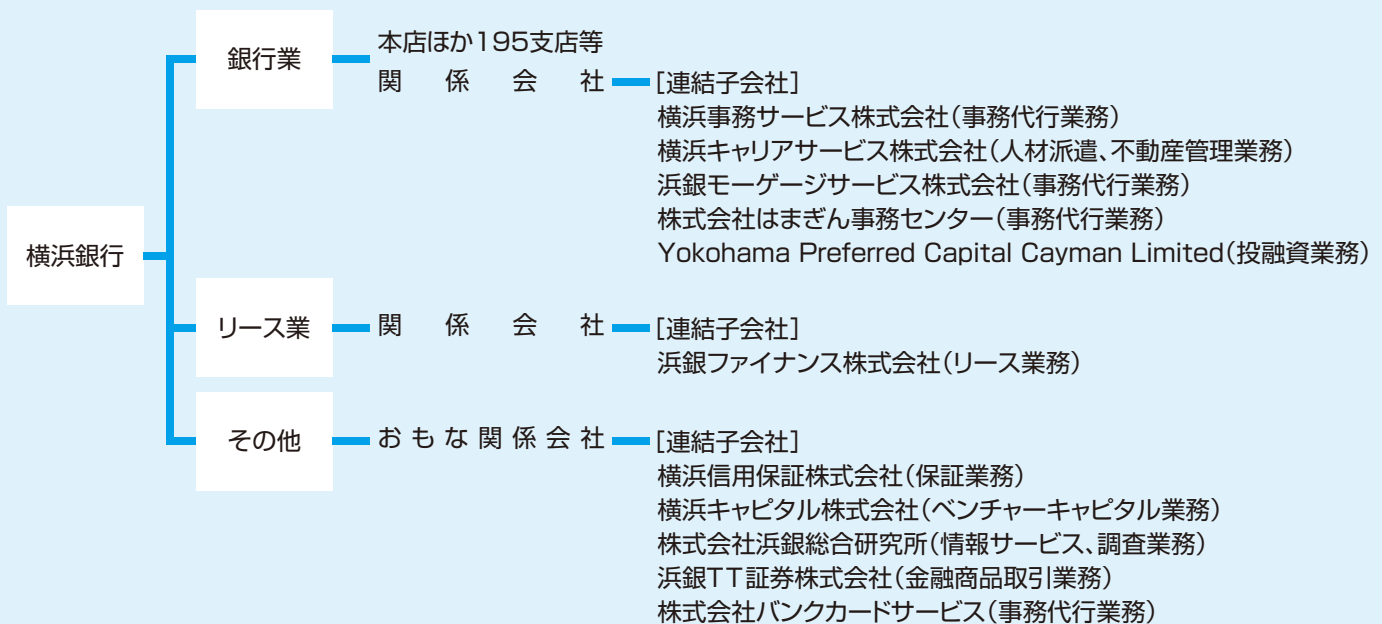 横浜銀行
銀行業
本店ほか195支店等
関係会社
[連結子会社]
横浜事務サービス株式会社(事務代行業務)
横浜キャリアサービス株式会社(人材派遣、不動産管理業務)
浜銀モーゲージサービス株式会社(事務代行業務)
株式会社はまぎん事務センター(事務代行業務)
Yokohama Preferred Capital Cayman Limited(投融資業務)
リース業
関係会社
[連結子会社]
浜銀ファイナンス株式会社(リース業務)
その他
おもな関係会社
[連結子会社]
横浜信用保証株式会社(保証業務)
横浜キャピタル株式会社(ベンチャーキャピタル業務)
株式会社浜銀総合研究所(情報サービス、調査業務)
浜銀TT証券株式会社(金融商品取引業務)
株式会社バンクカードサービス(事務代行業務)